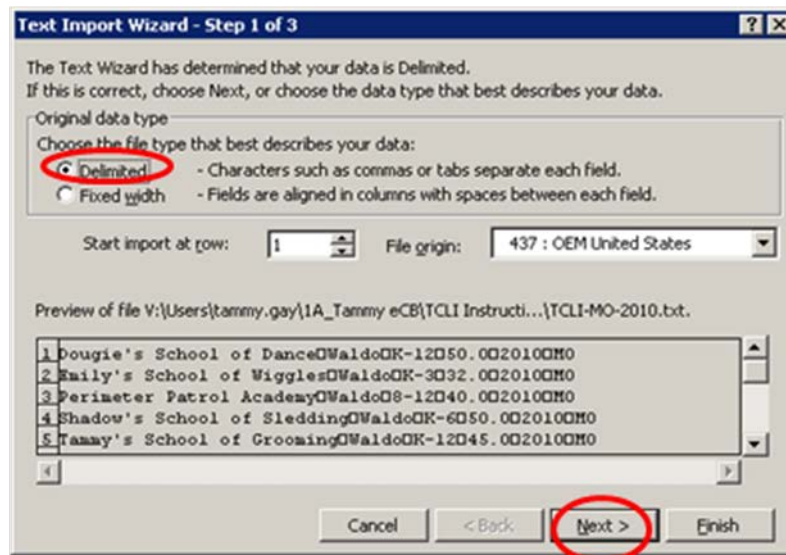 Text Import Wizard - Step 1 of 3
The Text Wizard has determined that your data is Delimited.
If this is correct, choose Next, or choose the data type that best describes your data.
Original data type
Choose the file type that best describes your data:
Delimited - Characters such as commas or tabs separate each field.
Fixed width - Fields are aligned in columns with spaces between each field.
Start import at row: 1 File origin: 437 : OEM United States
Preview of file V:\Users\tammy.gay\1A_Tammy eCB\TCLI Instructi...\TCLI-MO-2010.txt.
1 Dougie's School of Dance□Waldo□K-12□50.0□2010□MO
2 Emily's School of Wiggles□Waldo□K-3□32.0□2010□MO
3 Perimeter Patrol Academy□Waldo□8-12□40.0□2010□MO
4 Shadow's School of Sledding□Waldo□K-6□50.0□2010□MO
5 Tammy's School of Grooming□Waldo□K-12□45.0□2010□MO
Cancel < Back Next > Finish